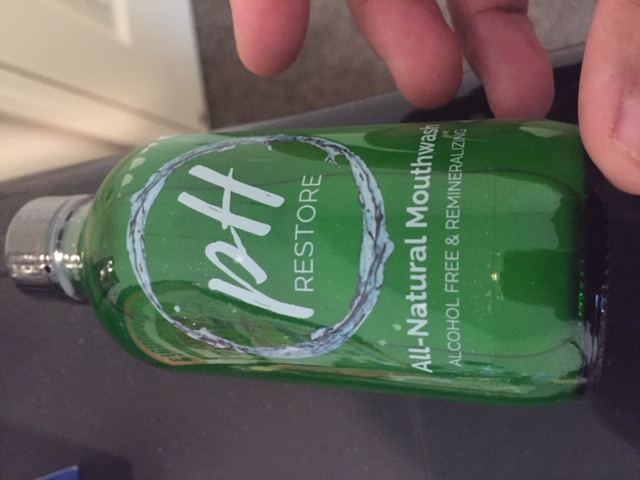 pH
RESTORE
All-Natural Mouthwash
ALCOHOL FREE & REMINERALIZING